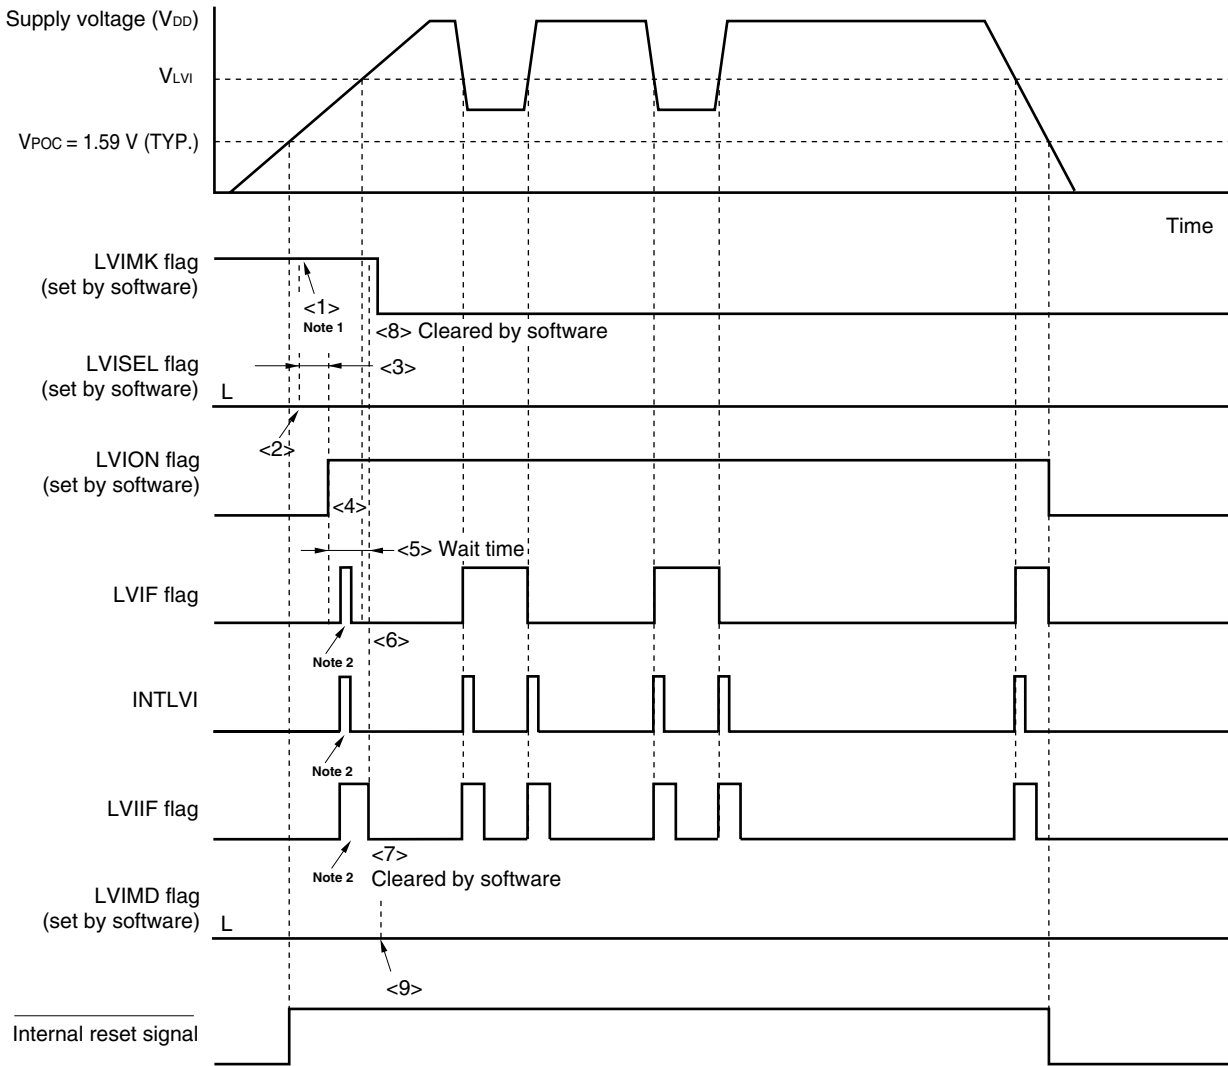 Supply voltage (VDD)
VLVI
VPOC = 1.59 V (TYP.)
Time
LVIMK flag
(set by software)
<1>
Note 1
<8> Cleared by software
LVISEL flag
(set by software)
L
<3>
<2>
LVION flag
(set by software)
<4>
<5> Wait time
LVIF flag
<6>
Note 2
INTLVI
Note 2
LVIIF flag
Note 2
<7>
Cleared by software
LVIMD flag
(set by software)
L
<9>
Internal reset signal